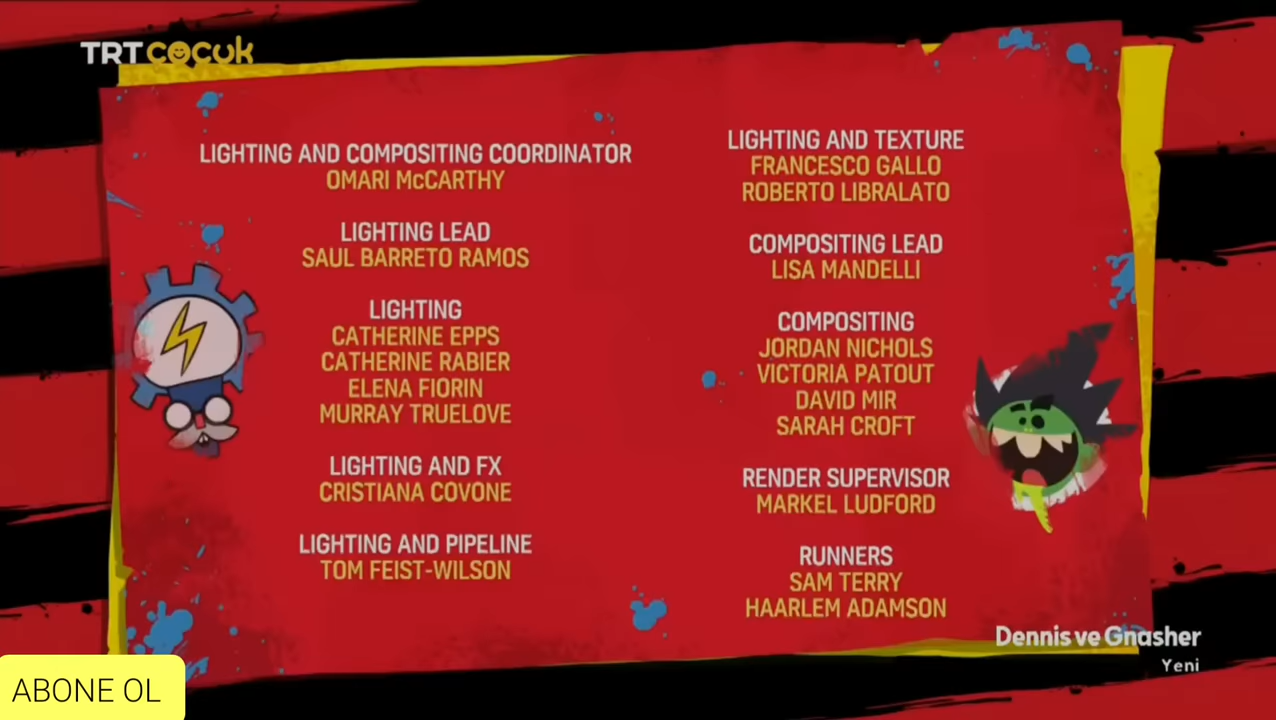 TRT çocuk
LIGHTING AND COMPOSITING COORDINATOR
OMARI McCARTHY
LIGHTING LEAD
SAUL BARRETO RAMOS
LIGHTING
CATHERINE EPPS
CATHERINE RABIER
ELENA FIORIN
MURRAY TRUELOVE
LIGHTING AND FX
CRISTIANA COVONE
LIGHTING AND PIPELINE
TOM FEIST-WILSON
LIGHTING AND TEXTURE
FRANCESCO GALLO
ROBERTO LIBRALATO
COMPOSITING LEAD
LISA MANDELLI
COMPOSITING
JORDAN NICHOLS
VICTORIA PATOUT
DAVID MIR
SARAH CROFT
RENDER SUPERVISOR
MARKEL LUDFORD
RUNNERS
SAM TERRY
HAARLEM ADAMSON
Dennis ve Gnasher
Yeni
ABONE OL